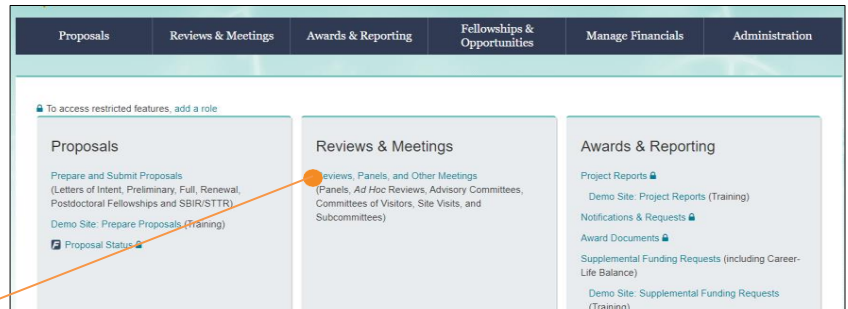 Proposals
Reviews & Meetings
Awards & Reporting
Fellowships &
Opportunities
Manage Financials
Administration
To access restricted features, add a role
Proposals
Prepare and Submit Proposals
(Letters of Intent, Preliminary, Full, Renewal,
Postdoctoral Fellowships and SBIR/STTR)
Demo Site: Prepare Proposals (Training)
Proposal Status
Reviews & Meetings
Reviews, Panels, and Other Meetings
(Panels, Ad Hoc Reviews, Advisory Committees,
Committees of Visitors, Site Visits, and
Subcommittees)
Awards & Reporting
Project Reports
Demo Site: Project Reports (Training)
Notifications & Requests
Award Documents
Supplemental Funding Requests (including Career-
Life Balance)
Demo Site: Supplemental Funding Requests
(Training)